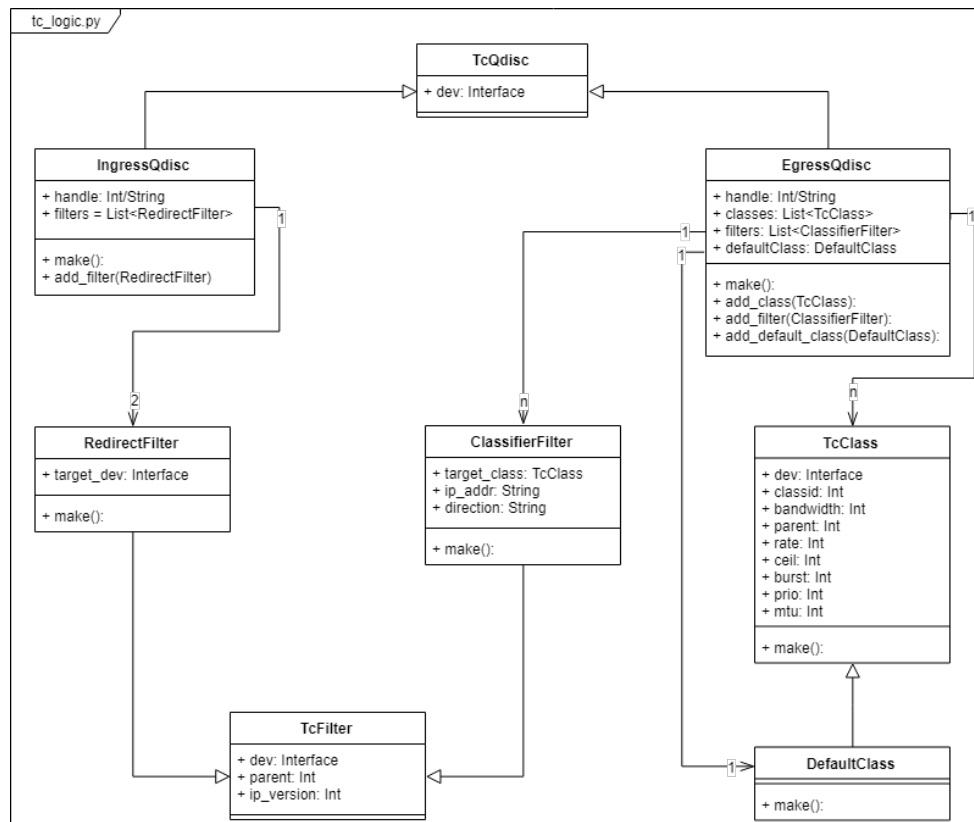 tc_logic.py
TcQdisc
+ dev: Interface
IngressQdisc
+ handle: Int/String
+ filters = List<RedirectFilter>
+ make():
+ add_filter(RedirectFilter)
1
EgressQdisc
+ handle: Int/String
+ classes: List<TcClass>
+ filters: List<ClassifierFilter>
+ defaultClass: DefaultClass
+ make():
+ add_class(TcClass):
+ add_filter(ClassifierFilter):
+ add_default_class(DefaultClass):
1
1
1
2
n
n
RedirectFilter
+ target_dev: Interface
+ make():
ClassifierFilter
+ target_class: TcClass
+ ip_addr: String
+ direction: String
+ make():
TcClass
+ dev: Interface
+ classid: Int
+ bandwidth: Int
+ parent: Int
+ rate: Int
+ ceil: Int
+ burst: Int
+ prio: Int
+ mtu: Int
+ make():
TcFilter
+ dev: Interface
+ parent: Int
+ ip_version: Int
1
DefaultClass
+ make():